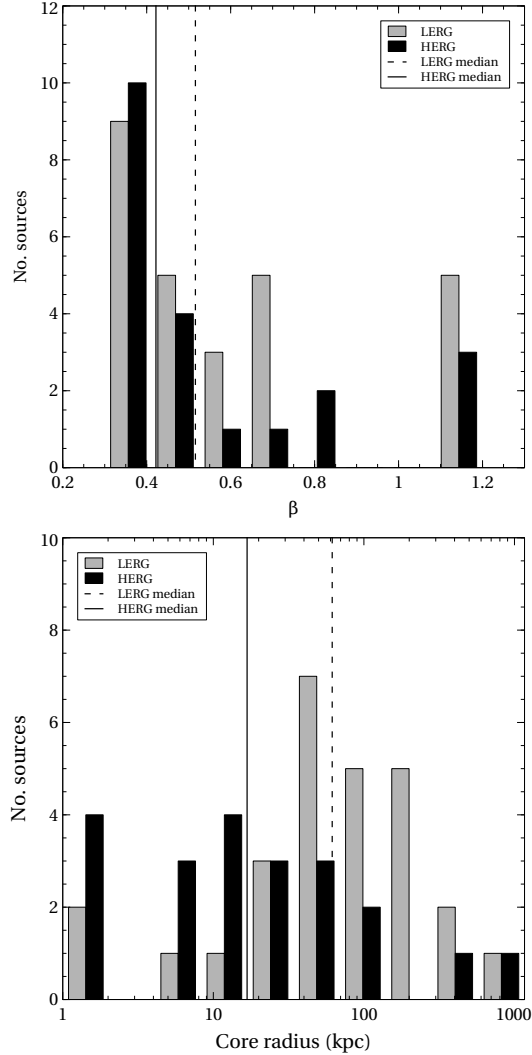 12
10
8
6
4
2
0
No. sources
LERG
HERG
LERG median
HERG median
0.2 0.4 0.6 0.8 1 1.2
β
10
8
6
4
2
0
No. sources
LERG
HERG
LERG median
HERG median
1 10 100 1000
Core radius (kpc)